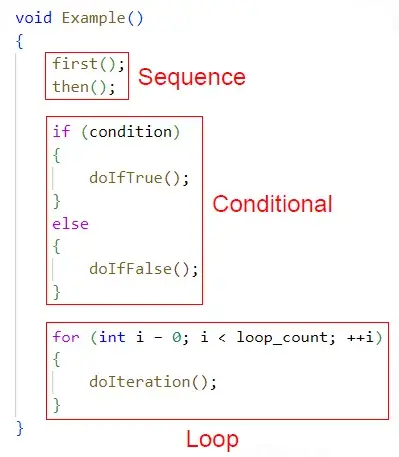 void Example()
{
first();
then();
Sequence
if (condition)
{
doIfTrue();
}
else
{
doIfFalse();
}
Conditional
for (int i - 0; i < loop_count; ++i)
{
doIteration();
}
}
Loop